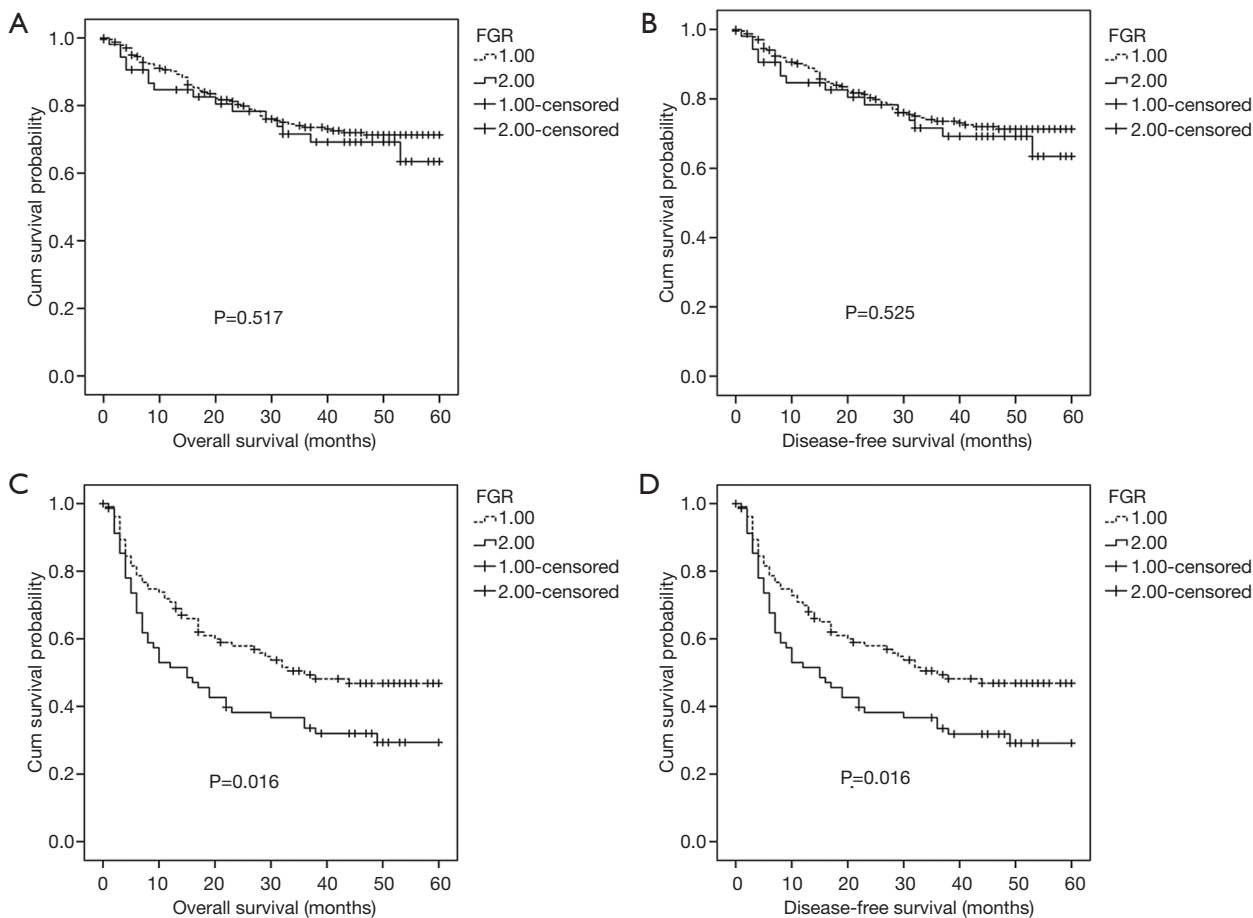 A
Cum survival probability
1.0
0.8
0.6
0.4
0.2
0.0
P=0.517
0 10 20 30 40 50 60
Overall survival (months)
FGR
1.00
2.00
1.00-censored
2.00-censored
B
Cum survival probability
1.0
0.8
0.6
0.4
0.2
0.0
P=0.525
0 10 20 30 40 50 60
Disease-free survival (months)
FGR
1.00
2.00
1.00-censored
2.00-censored
C
Cum survival probability
1.0
0.8
0.6
0.4
0.2
0.0
P=0.016
0 10 20 30 40 50 60
Overall survival (months)
FGR
1.00
2.00
1.00-censored
2.00-censored
D
Cum survival probability
1.0
0.8
0.6
0.4
0.2
0.0
P=0.016
0 10 20 30 40 50 60
Disease-free survival (months)
FGR
1.00
2.00
1.00-censored
2.00-censored